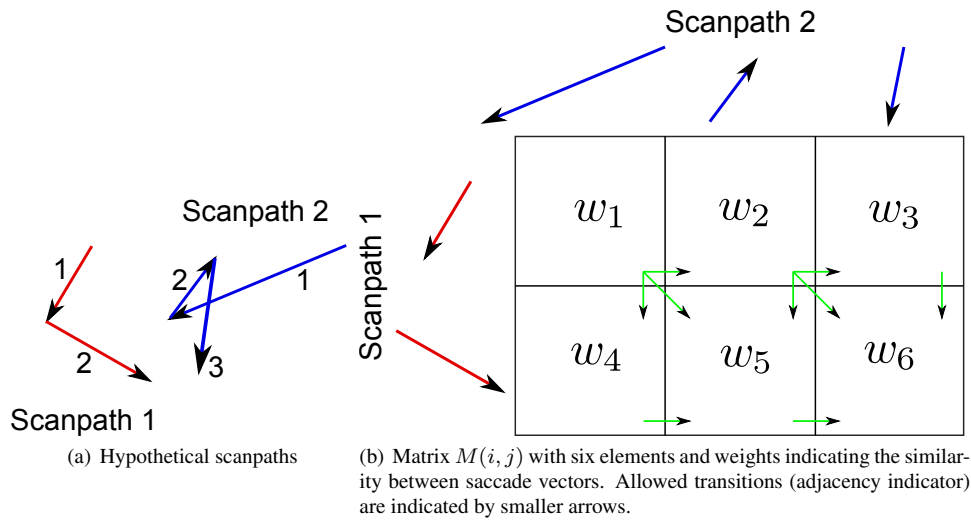 Scanpath 2
Scanpath 1
w₁ w₂ w₃
w₄ w₅ w₆
Scanpath 2
1
2
1
2
3
Scanpath 1
(a) Hypothetical scanpaths
(b) Matrix M(i, j) with six elements and weights indicating the similar-
ity between saccade vectors. Allowed transitions (adjacency indicator)
are indicated by smaller arrows.